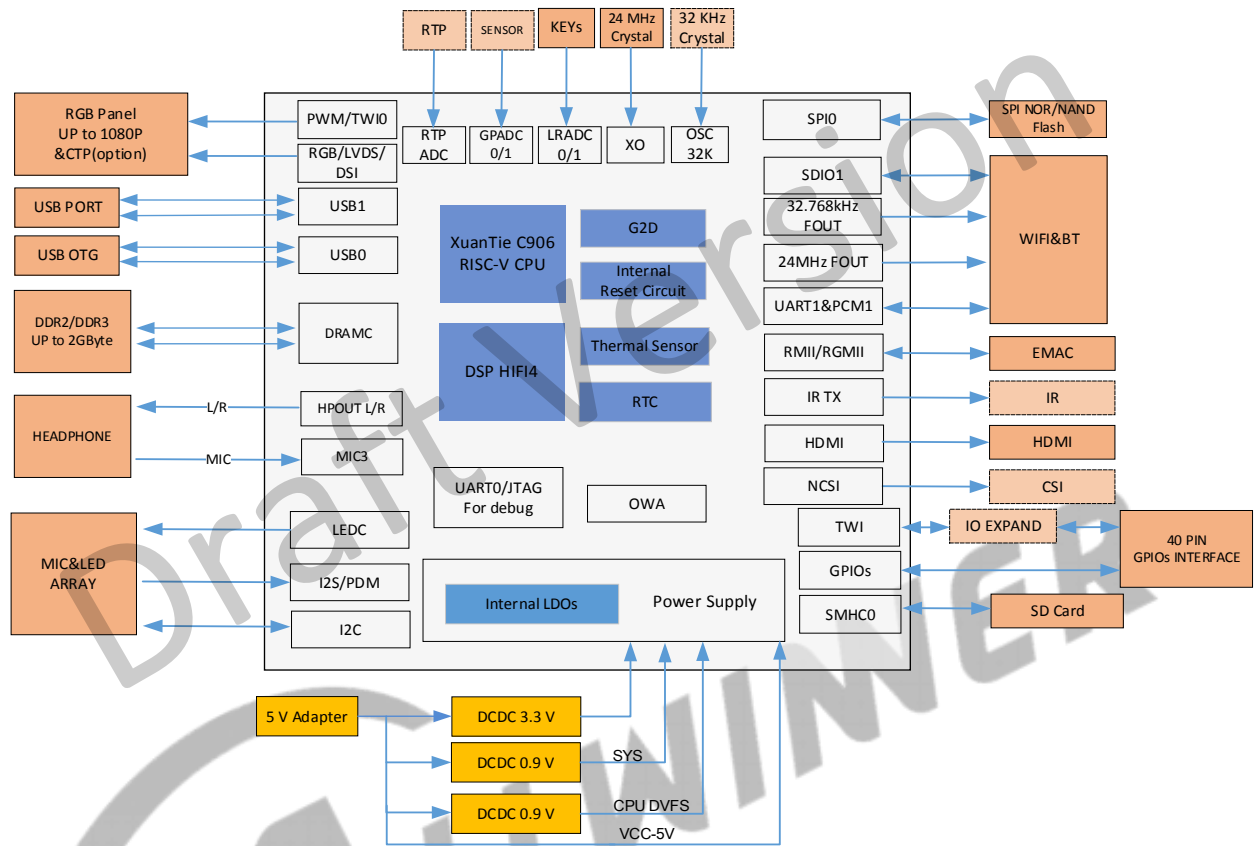 RTP
SENSOR
KEYs
24 MHz
Crystal
32 KHz
Crystal
RGB Panel
UP to 1080P
&CTP(option)
USB PORT
USB OTG
DDR2/DDR3
UP to 2GByte
HEADPHONE
MIC&LED
ARRAY
L/R
MIC
PWM/TWI0
RGB/LVDS/
DSI
USB1
USB0
DRAMC
HPOUT L/R
MIC3
LEDC
I2S/PDM
I2C
RTP
ADC
GPADC
0/1
LRADC
0/1
XO
OSC
32K
XuanTie C906
RISC-V CPU
DSP HIFI4
G2D
Internal
Reset Circuit
Thermal Sensor
RTC
UART0/JTAG
For debug
OWA
Internal LDOs
Power Supply
SPI0
SDIO1
32.768kHz
FOUT
24MHz FOUT
UART1&PCM1
RMII/RGMII
IR TX
HDMI
NCSI
TWI
GPIOs
SMHC0
SPI NOR/NAND
Flash
WIFI&BT
EMAC
IR
HDMI
CSI
IO EXPAND
40 PIN
GPIOs INTERFACE
SD Card
5 V Adapter
DCDC 3.3 V
DCDC 0.9 V
SYS
DCDC 0.9 V
CPU DVFS
VCC-5V
Draft Version
ALLWINNER